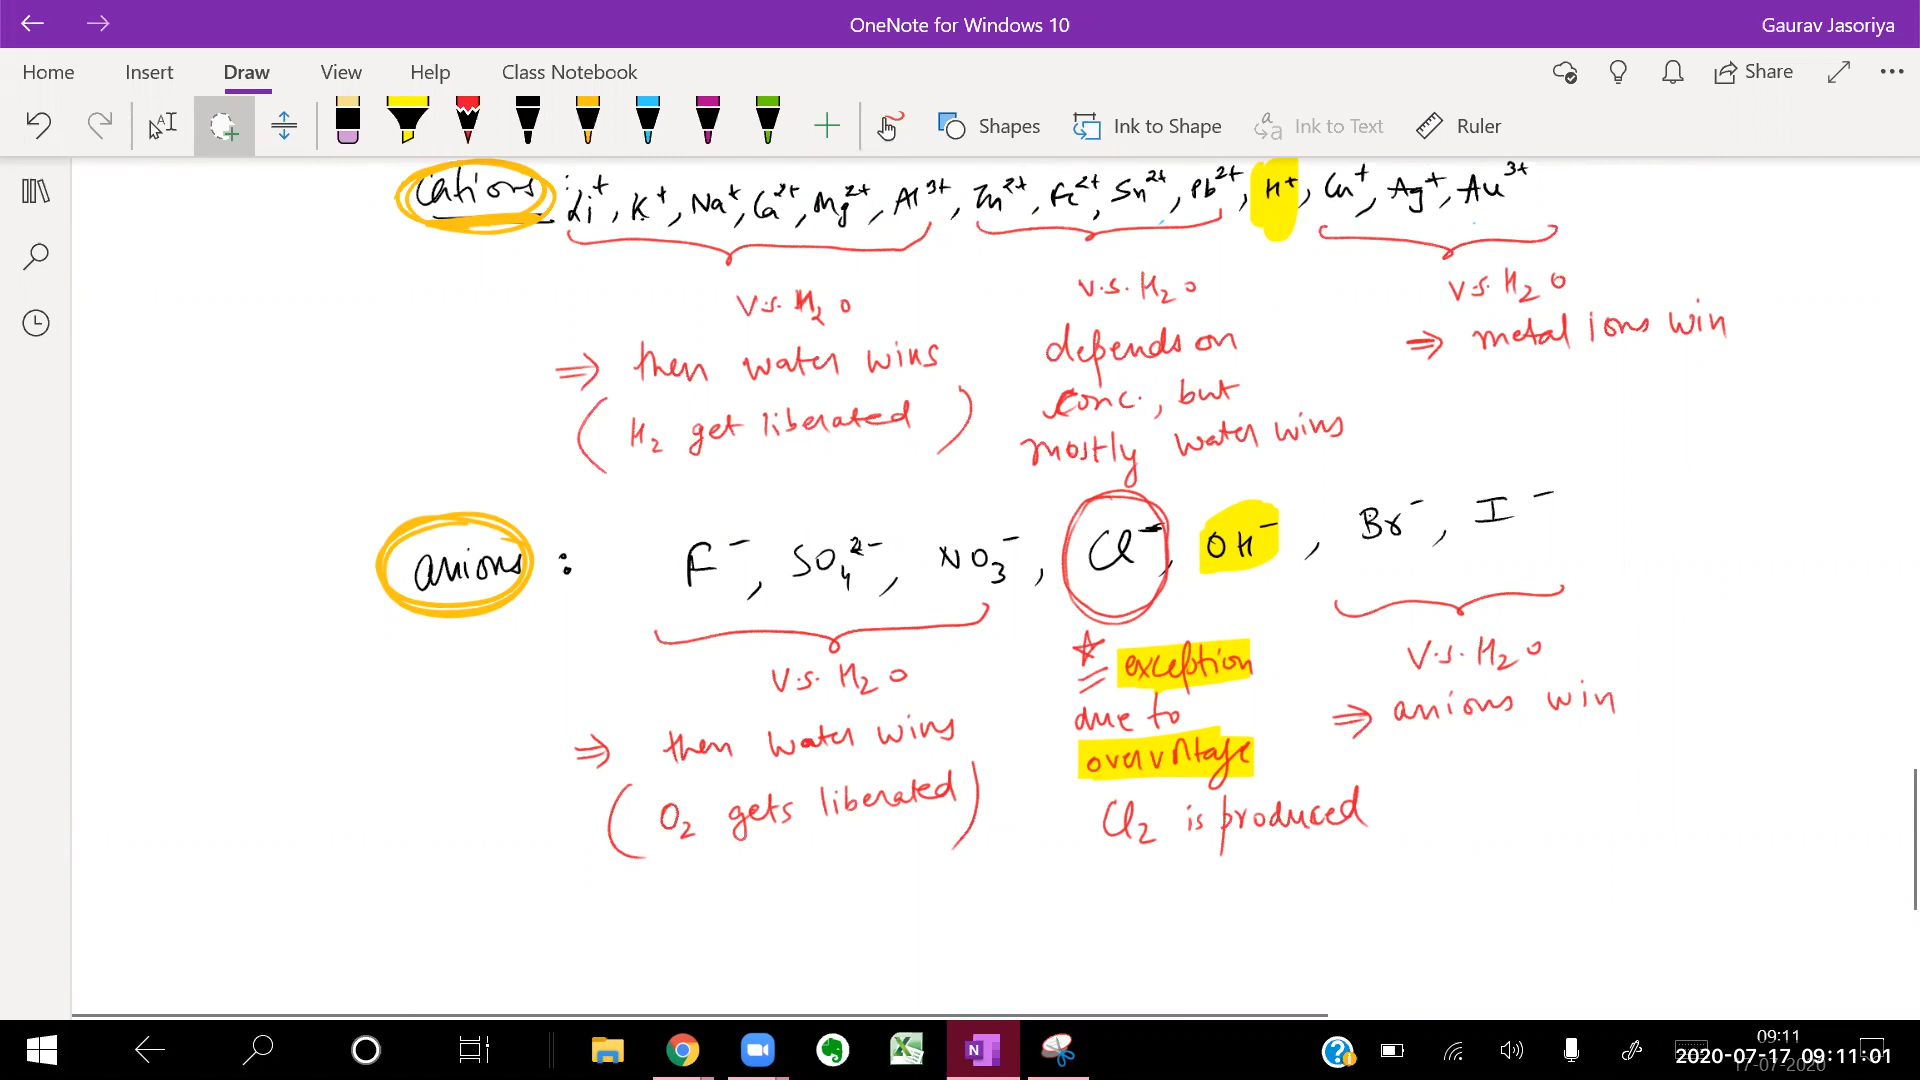 OneNote for Windows 10
Gaurav Jasoriya
Home Insert Draw View Help Class Notebook Share
Shapes Ink to Shape Ink to Text Ruler
Cations : Li⁺, K⁺, Na⁺, Ca²⁺, Mg²⁺, Al³⁺, Zn²⁺, Fe²⁺, Sn²⁺, Pb²⁺, H⁺, Cu⁺, Ag⁺, Au³⁺
v.s. H₂O
⇒ then water wins
(H₂ get liberated)
v.s. H₂O
depends on
conc., but
mostly water wins
v.s H₂O
⇒ metal ions win
anions : F⁻, SO₄²⁻, NO₃⁻, Cl⁻, OH⁻, Br⁻, I⁻
v.s. H₂O
⇒ then water wins
(O₂ gets liberated)
exception
due to
overvoltage
Cl₂ is produced
v.s. H₂O
⇒ anions win
09:11
2020-07-17 09:11:01
17-07-2020